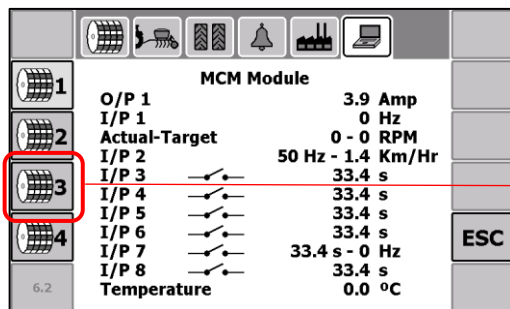 MCM Module
1
O/P 1 3.9 Amp
I/P 1 0 Hz
2
Actual-Target 0 - 0 RPM
I/P 2 50 Hz - 1.4 Km/Hr
3
I/P 3 33.4 s
I/P 4 33.4 s
I/P 5 33.4 s
4
I/P 6 33.4 s
ESC
I/P 7 33.4 s - 0 Hz
I/P 8 33.4 s
6.2
Temperature 0.0 ºC